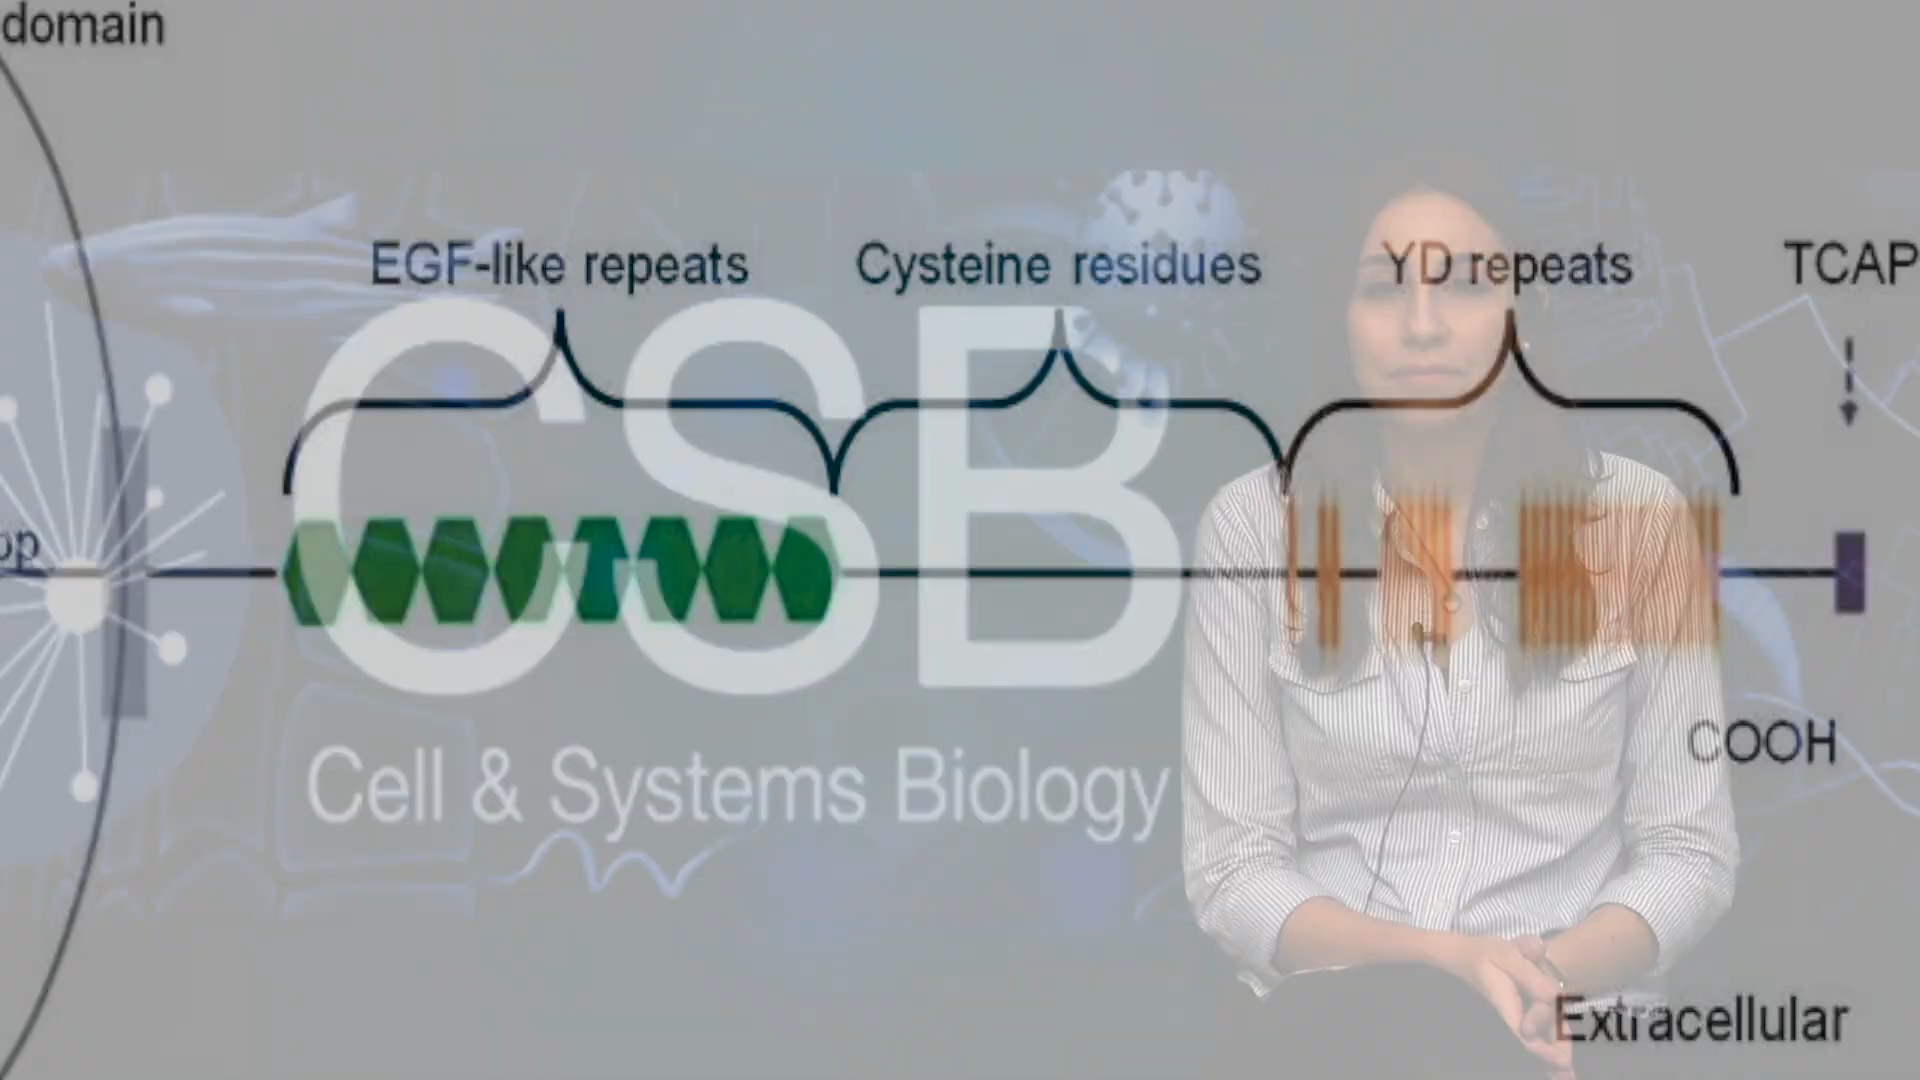 domain
EGF-like repeats
Cysteine residues
YD repeats
TCAP
CSB
Cell & Systems Biology
COOH
Extracellular